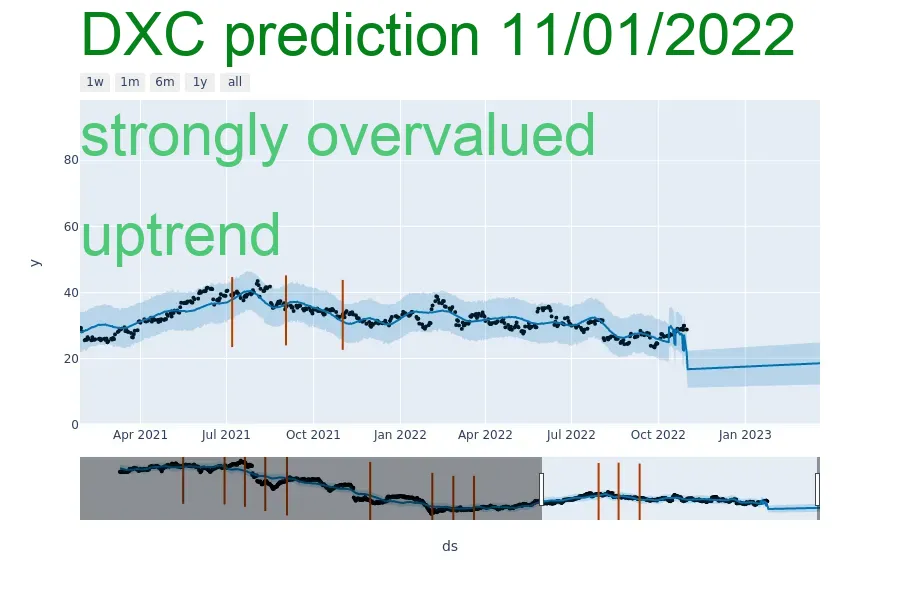 DXC prediction 11/01/2022
1w 1m 6m 1y all
strongly overvalued
80
uptrend
60
y
40
20
0
Apr 2021 Jul 2021 Oct 2021 Jan 2022 Apr 2022 Jul 2022 Oct 2022 Jan 2023
ds